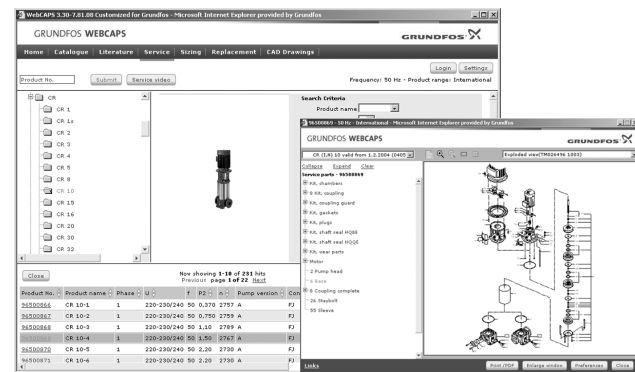 WebCAPS 3.30-7.81.00 Customized for Grundfos - Microsoft Internet Explorer provided by Grundfos
GRUNDFOS WEBCAPS
GRUNDFOS
Home Catalogue Literature Service Sizing Replacement CAD Drawings
Login Settings
Product No. Submit Service video
Frequency: 50 Hz - Product range: International
CR
CR 1
CR 1s
CR 2
CR 3
CR 4
CR 5
CR 8
CR 10
CR 15
CR 16
CR 20
CR 30
CR 32
Search Criteria
Product name
Close
Now showing 1-10 of 231 hits
Previous page 1 of 22 Next
Product No. Product name Phase U f P2 n Pump version Con
96500866 CR 10-1 1 220-230/240 50 0,370 2757 A FJ
96500867 CR 10-2 1 220-230/240 50 0,750 2759 A FJ
96500868 CR 10-3 1 220-230/240 50 1,10 2789 A FJ
CR 10-4 1 220-230/240 50 1,50 2767 A FJ
96500870 CR 10-5 1 220-230/240 50 2,20 2730 A FJ
96500871 CR 10-6 1 220-230/240 50 2,20 2730 A FJ
96500869 - 50 Hz - International - Microsoft Internet Explorer provided by Grundfos
GRUNDFOS WEBCAPS
GRUNDFOS
CR (I,N) 10 valid from 1.2.2004 (0405
Exploded view(TM026496 1003)
Collapse Expand Clear
Service parts - 96500869
Kit, chambers
9 Kit, coupling
Kit, coupling guard
Kit, gaskets
Kit, plugs
Kit, shaft seal HQBE
Kit, shaft seal HQQE
Kit, wear parts
Motor
2 Pump head
6 Base
8 Coupling complete
26 Staybolt
55 Sleeve
Links
Print /PDF Enlarge window Preferences Close